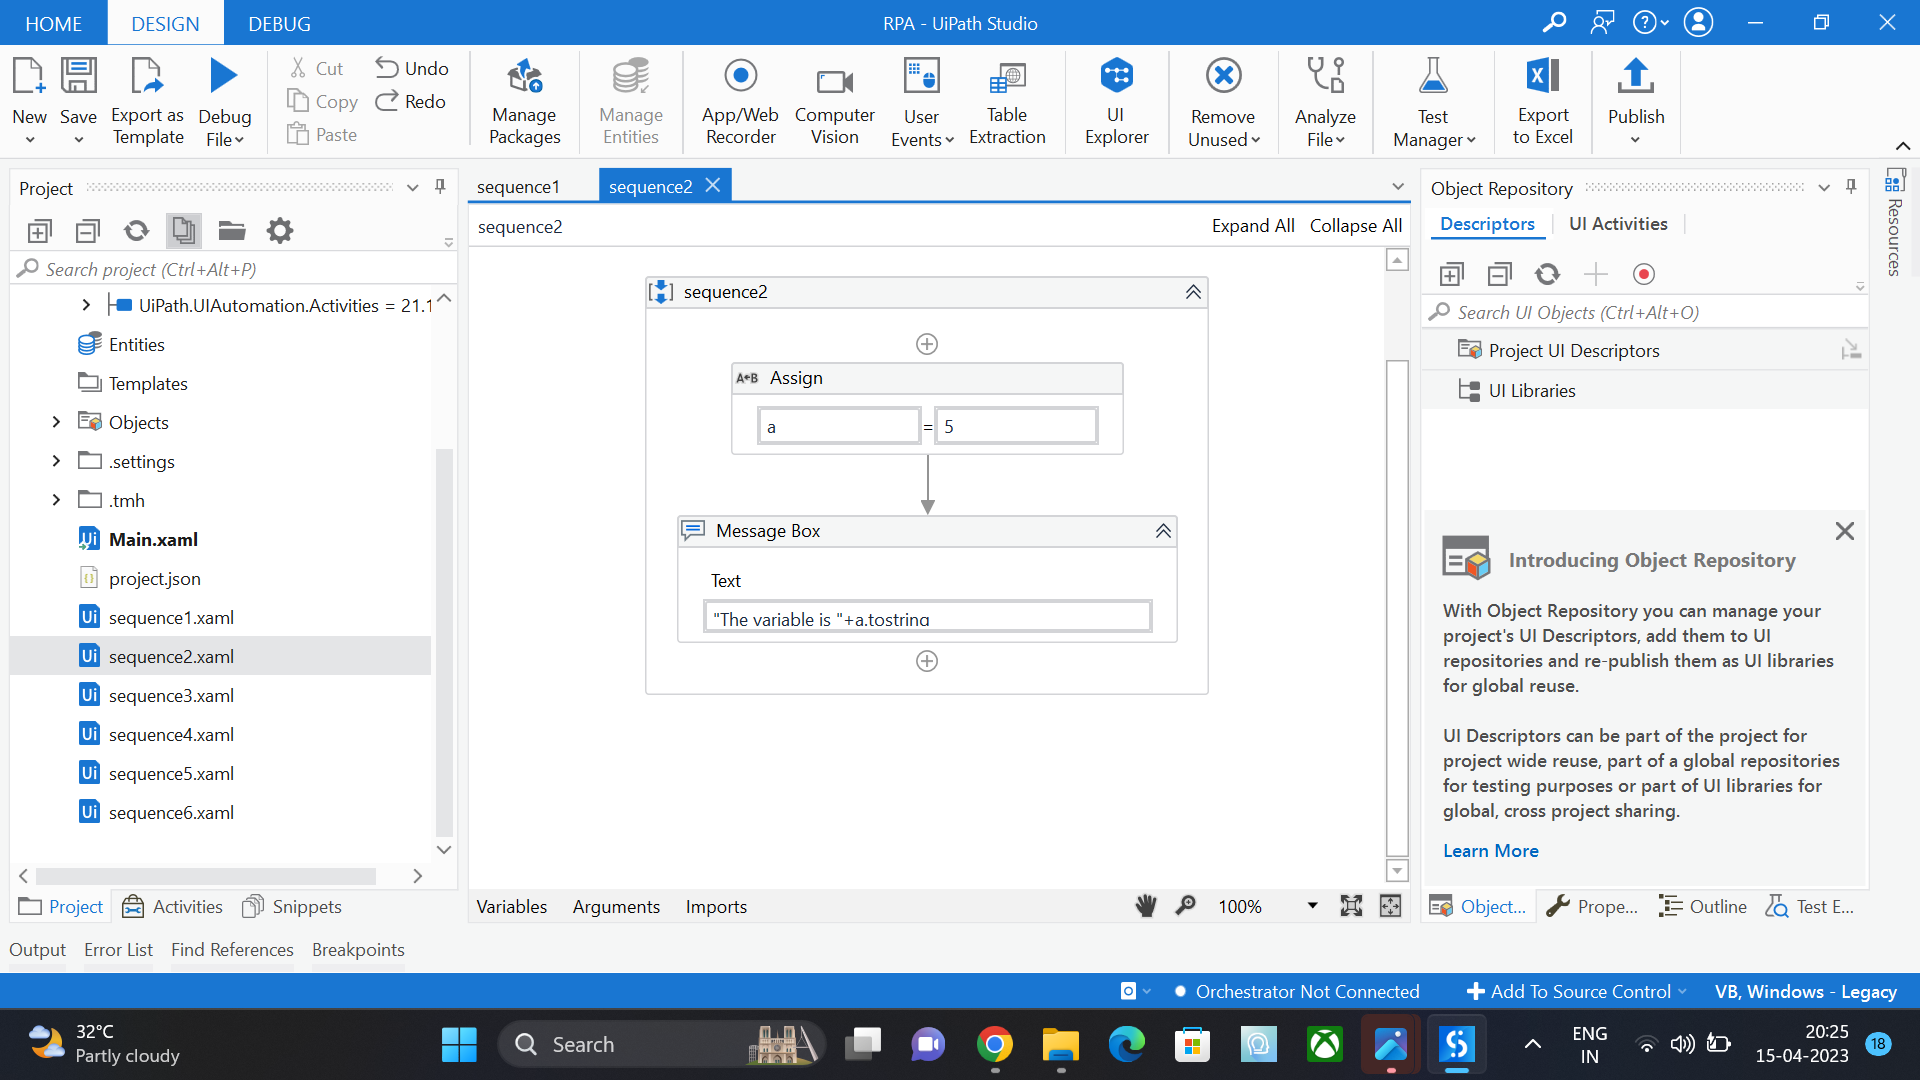 HOME DESIGN DEBUG
RPA - UiPath Studio
New
Save
Export as
Template
Debug
File
Cut
Copy
Paste
Undo
Redo
Manage
Packages
Manage
Entities
App/Web
Recorder
Computer
Vision
User
Events
Table
Extraction
UI
Explorer
Remove
Unused
Analyze
File
Test
Manager
Export
to Excel
Publish
Project
Search project (Ctrl+Alt+P)
UiPath.UIAutomation.Activities = 21.1
Entities
Templates
Objects
.settings
.tmh
Main.xaml
project.json
sequence1.xaml
sequence2.xaml
sequence3.xaml
sequence4.xaml
sequence5.xaml
sequence6.xaml
Project
Activities
Snippets
sequence1
sequence2
sequence2
Expand All
Collapse All
sequence2
A+B Assign
a = 5
Message Box
Text
"The variable is "+a.tostring
Variables
Arguments
Imports
100%
Object Repository
Descriptors
UI Activities
Search UI Objects (Ctrl+Alt+O)
Project UI Descriptors
UI Libraries
Introducing Object Repository
With Object Repository you can manage your
project's UI Descriptors, add them to UI
repositories and re-publish them as UI libraries
for global reuse.
UI Descriptors can be part of the project for
project wide reuse, part of a global repositories
for testing purposes or part of UI libraries for
global, cross project sharing.
Learn More
Object...
Prope...
Outline
Test E...
Resources
Output
Error List
Find References
Breakpoints
Orchestrator Not Connected
Add To Source Control
VB, Windows - Legacy
32°C
Partly cloudy
Search
ENG
IN
20:25
15-04-2023
18